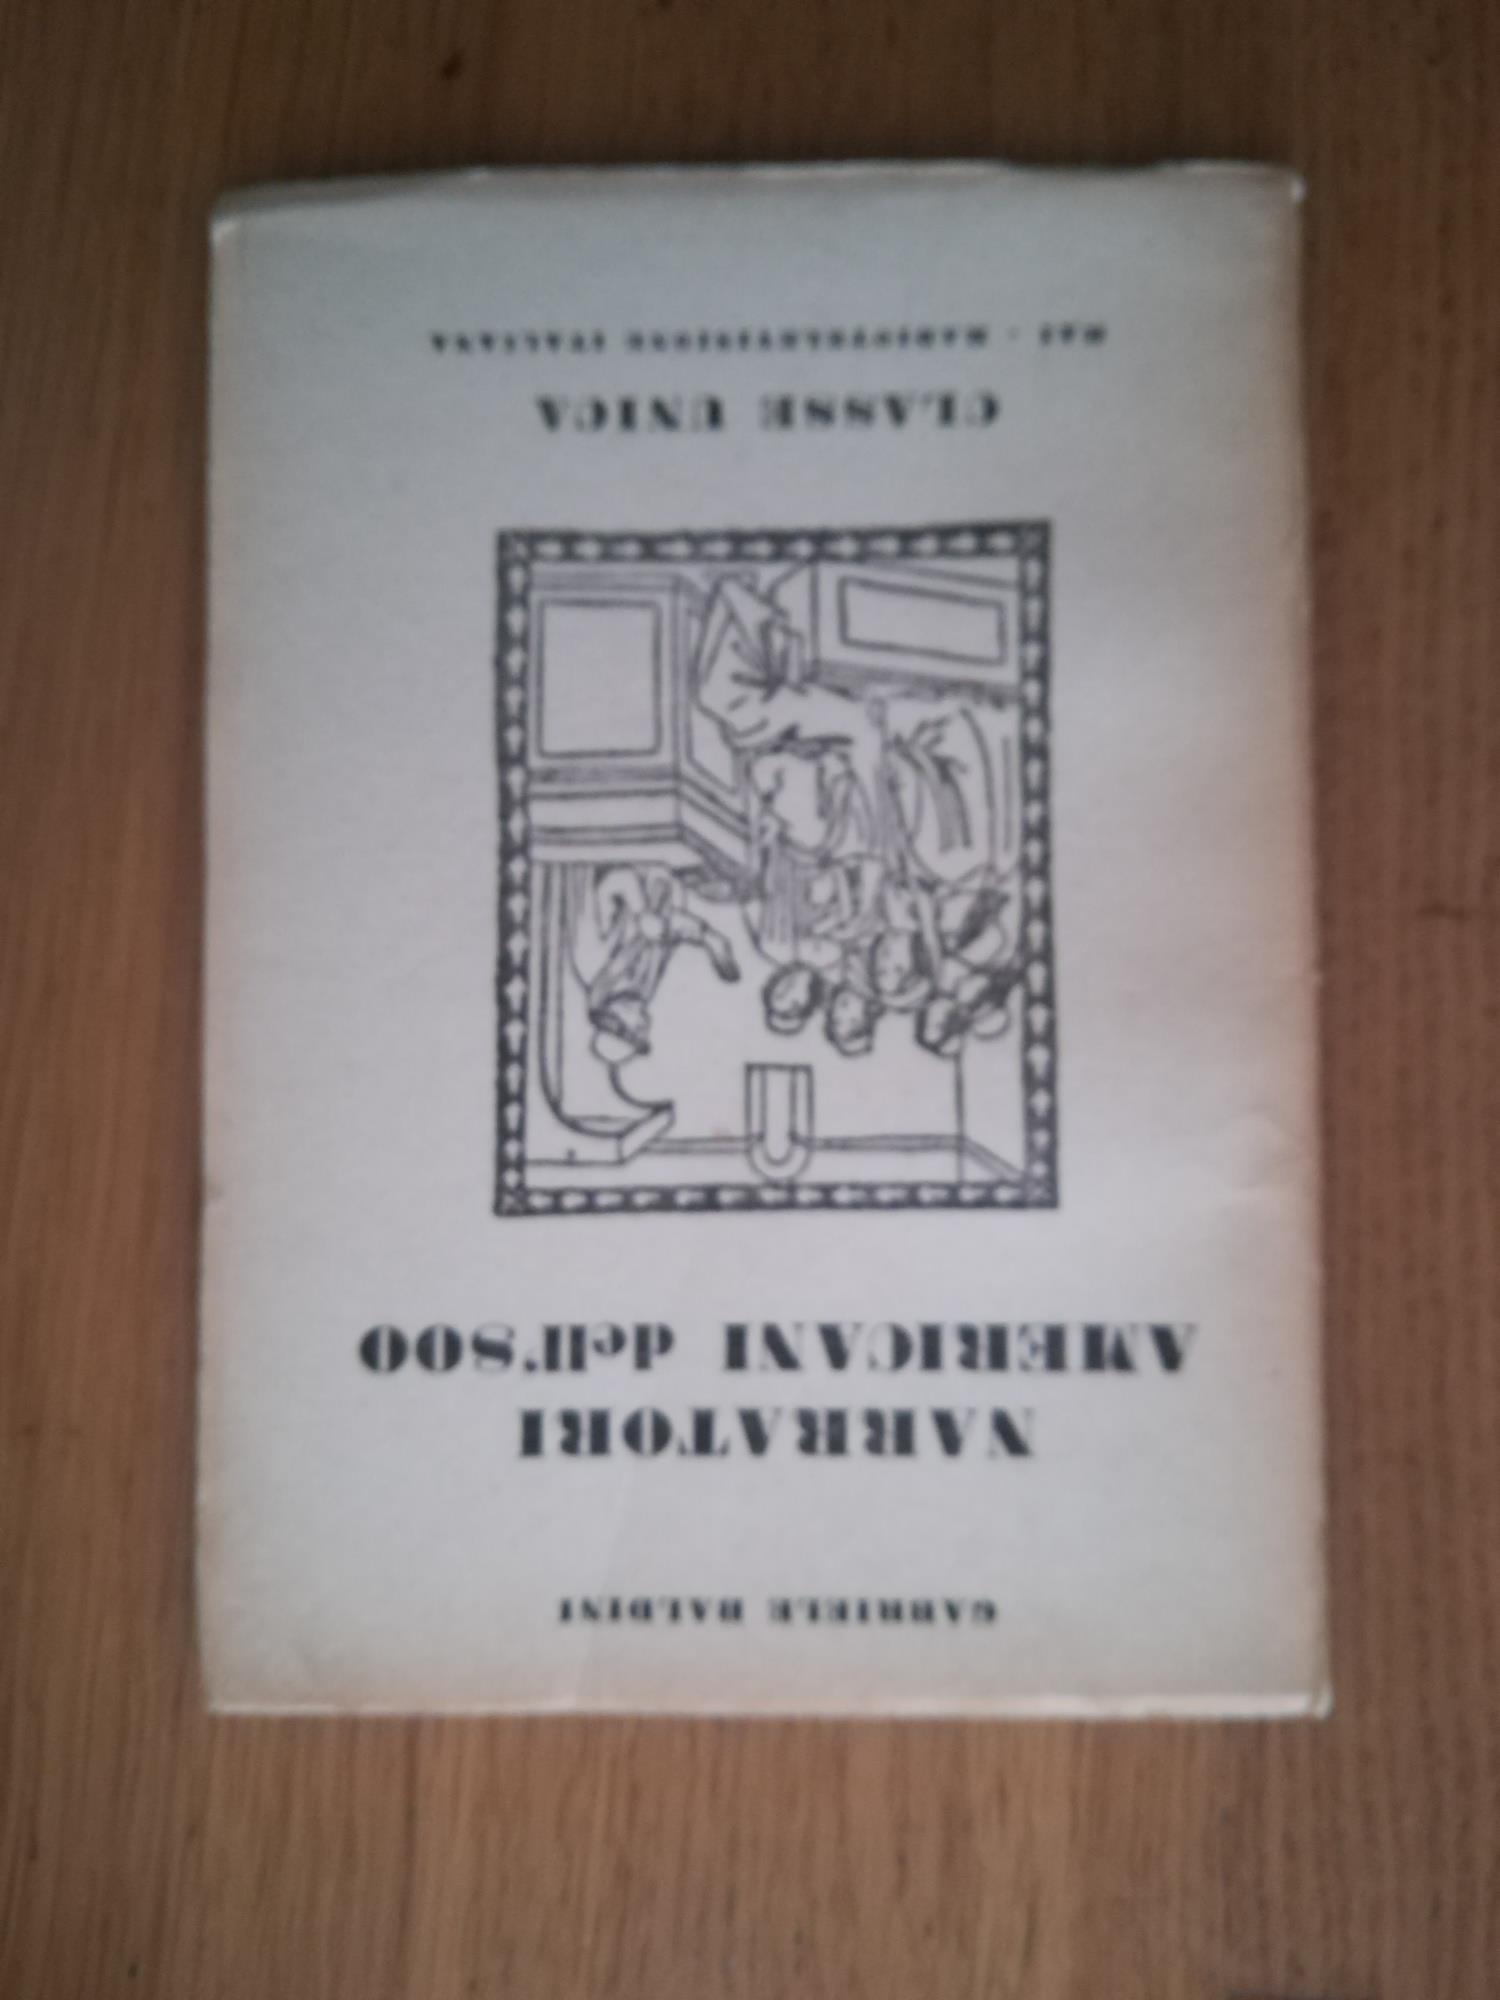 GABRIELE BALDINI
NARRATORI
AMERICANI dell'800
CLASSE UNICA
RAI - RADIOTELEVISIONE ITALIANA